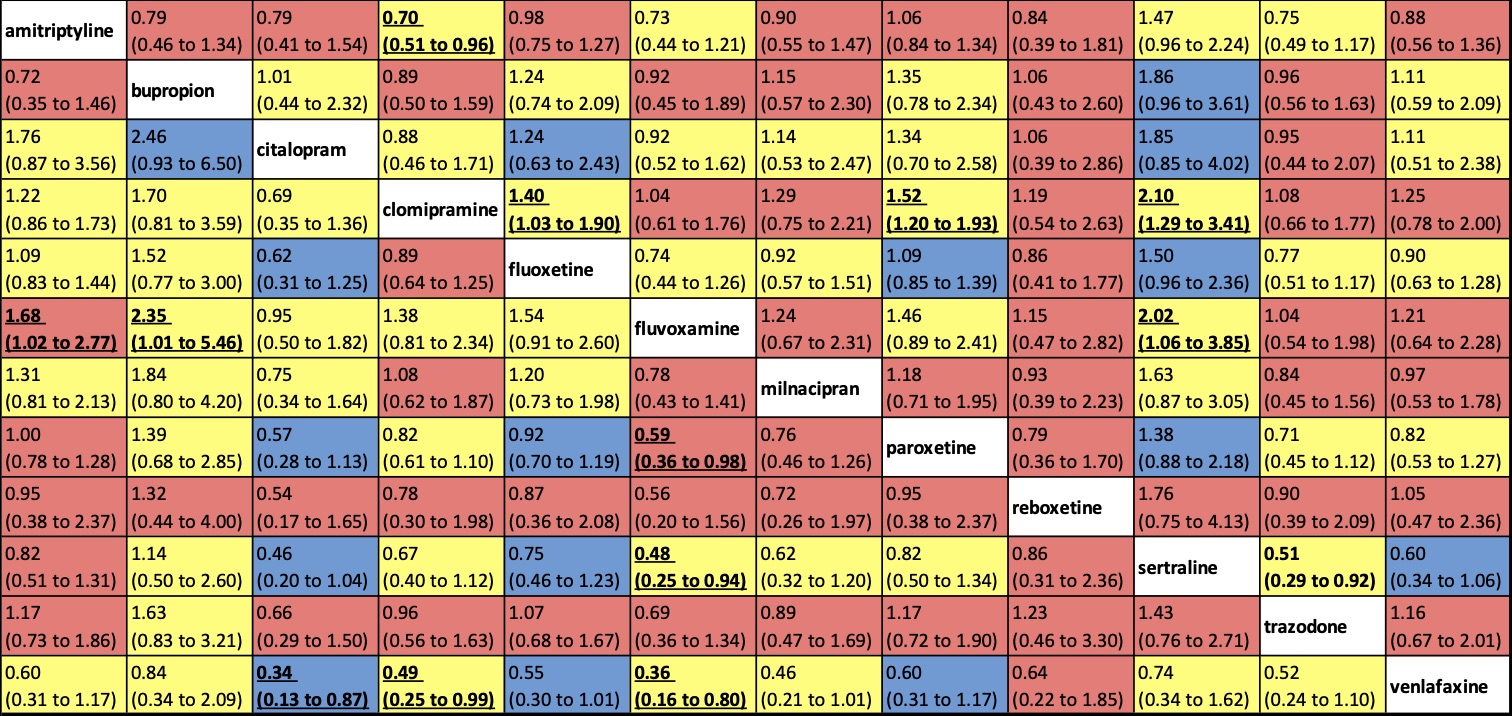 amitriptyline 0.79 0.79 0.70 0.98 0.73 0.90 1.06 0.84 1.47 0.75 0.88
(0.46 to 1.34) (0.41 to 1.54) (0.51 to 0.96) (0.75 to 1.27) (0.44 to 1.21) (0.55 to 1.47) (0.84 to 1.34) (0.39 to 1.81) (0.96 to 2.24) (0.49 to 1.17) (0.56 to 1.36)
0.72 bupropion 1.01 0.89 1.24 0.92 1.15 1.35 1.06 1.86 0.96 1.11
(0.35 to 1.46) (0.44 to 2.32) (0.50 to 1.59) (0.74 to 2.09) (0.45 to 1.89) (0.57 to 2.30) (0.78 to 2.34) (0.43 to 2.60) (0.96 to 3.61) (0.56 to 1.63) (0.59 to 2.09)
1.76 2.46 citalopram 0.88 1.24 0.92 1.14 1.34 1.06 1.85 0.95 1.11
(0.87 to 3.56) (0.93 to 6.50) (0.46 to 1.71) (0.63 to 2.43) (0.52 to 1.62) (0.53 to 2.47) (0.70 to 2.58) (0.39 to 2.86) (0.85 to 4.02) (0.44 to 2.07) (0.51 to 2.38)
1.22 1.70 0.69 clomipramine 1.40 1.04 1.29 1.52 1.19 2.10 1.08 1.25
(0.86 to 1.73) (0.81 to 3.59) (0.35 to 1.36) (1.03 to 1.90) (0.61 to 1.76) (0.75 to 2.21) (1.20 to 1.93) (0.54 to 2.63) (1.29 to 3.41) (0.66 to 1.77) (0.78 to 2.00)
1.09 1.52 0.62 0.89 fluoxetine 0.74 0.92 1.09 0.86 1.50 0.77 0.90
(0.83 to 1.44) (0.77 to 3.00) (0.31 to 1.25) (0.64 to 1.25) (0.44 to 1.26) (0.57 to 1.51) (0.85 to 1.39) (0.41 to 1.77) (0.96 to 2.36) (0.51 to 1.17) (0.63 to 1.28)
1.68 2.35 0.95 1.38 1.54 fluvoxamine 1.24 1.46 1.15 2.02 1.04 1.21
(1.02 to 2.77) (1.01 to 5.46) (0.50 to 1.82) (0.81 to 2.34) (0.91 to 2.60) (0.67 to 2.31) (0.89 to 2.41) (0.47 to 2.82) (1.06 to 3.85) (0.54 to 1.98) (0.64 to 2.28)
1.31 1.84 0.75 1.08 1.20 0.78 milnacipran 1.18 0.93 1.63 0.84 0.97
(0.81 to 2.13) (0.80 to 4.20) (0.34 to 1.64) (0.62 to 1.87) (0.73 to 1.98) (0.43 to 1.41) (0.71 to 1.95) (0.39 to 2.23) (0.87 to 3.05) (0.45 to 1.56) (0.53 to 1.78)
1.00 1.39 0.57 0.82 0.92 0.59 0.76 paroxetine 0.79 1.38 0.71 0.82
(0.78 to 1.28) (0.68 to 2.85) (0.28 to 1.13) (0.61 to 1.10) (0.70 to 1.19) (0.36 to 0.98) (0.46 to 1.26) (0.36 to 1.70) (0.88 to 2.18) (0.45 to 1.12) (0.53 to 1.27)
0.95 1.32 0.54 0.78 0.87 0.56 0.72 0.95 reboxetine 1.76 0.90 1.05
(0.38 to 2.37) (0.44 to 4.00) (0.17 to 1.65) (0.30 to 1.98) (0.36 to 2.08) (0.20 to 1.56) (0.26 to 1.97) (0.38 to 2.37) (0.75 to 4.13) (0.39 to 2.09) (0.47 to 2.36)
0.82 1.14 0.46 0.67 0.75 0.48 0.62 0.82 0.86 sertraline 0.51 0.60
(0.51 to 1.31) (0.50 to 2.60) (0.20 to 1.04) (0.40 to 1.12) (0.46 to 1.23) (0.25 to 0.94) (0.32 to 1.20) (0.50 to 1.34) (0.31 to 2.36) (0.29 to 0.92) (0.34 to 1.06)
1.17 1.63 0.66 0.96 1.07 0.69 0.89 1.17 1.23 1.43 trazodone 1.16
(0.73 to 1.86) (0.83 to 3.21) (0.29 to 1.50) (0.56 to 1.63) (0.68 to 1.67) (0.36 to 1.34) (0.47 to 1.69) (0.72 to 1.90) (0.46 to 3.30) (0.76 to 2.71) (0.67 to 2.01)
0.60 0.84 0.34 0.49 0.55 0.36 0.46 0.60 0.64 0.74 0.52 venlafaxine
(0.31 to 1.17) (0.34 to 2.09) (0.13 to 0.87) (0.25 to 0.99) (0.30 to 1.01) (0.16 to 0.80) (0.21 to 1.01) (0.31 to 1.17) (0.22 to 1.85) (0.34 to 1.62) (0.24 to 1.10)